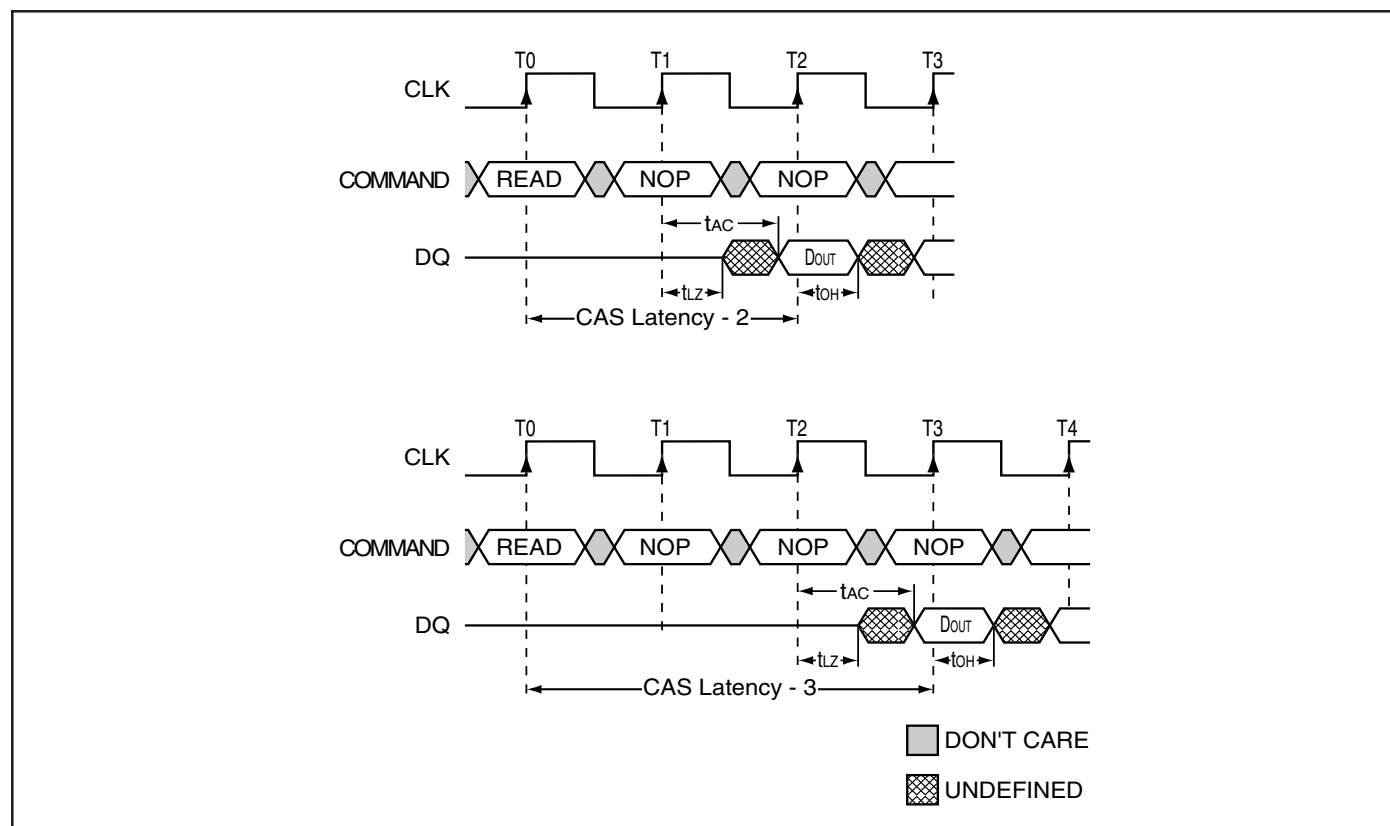 T0 T1 T2 T3
CLK
COMMAND READ NOP NOP
tAC
DQ DOUT
tLZ tOH
CAS Latency - 2
T0 T1 T2 T3 T4
CLK
COMMAND READ NOP NOP NOP
tAC
DQ DOUT
tLZ tOH
CAS Latency - 3
DON'T CARE
UNDEFINED